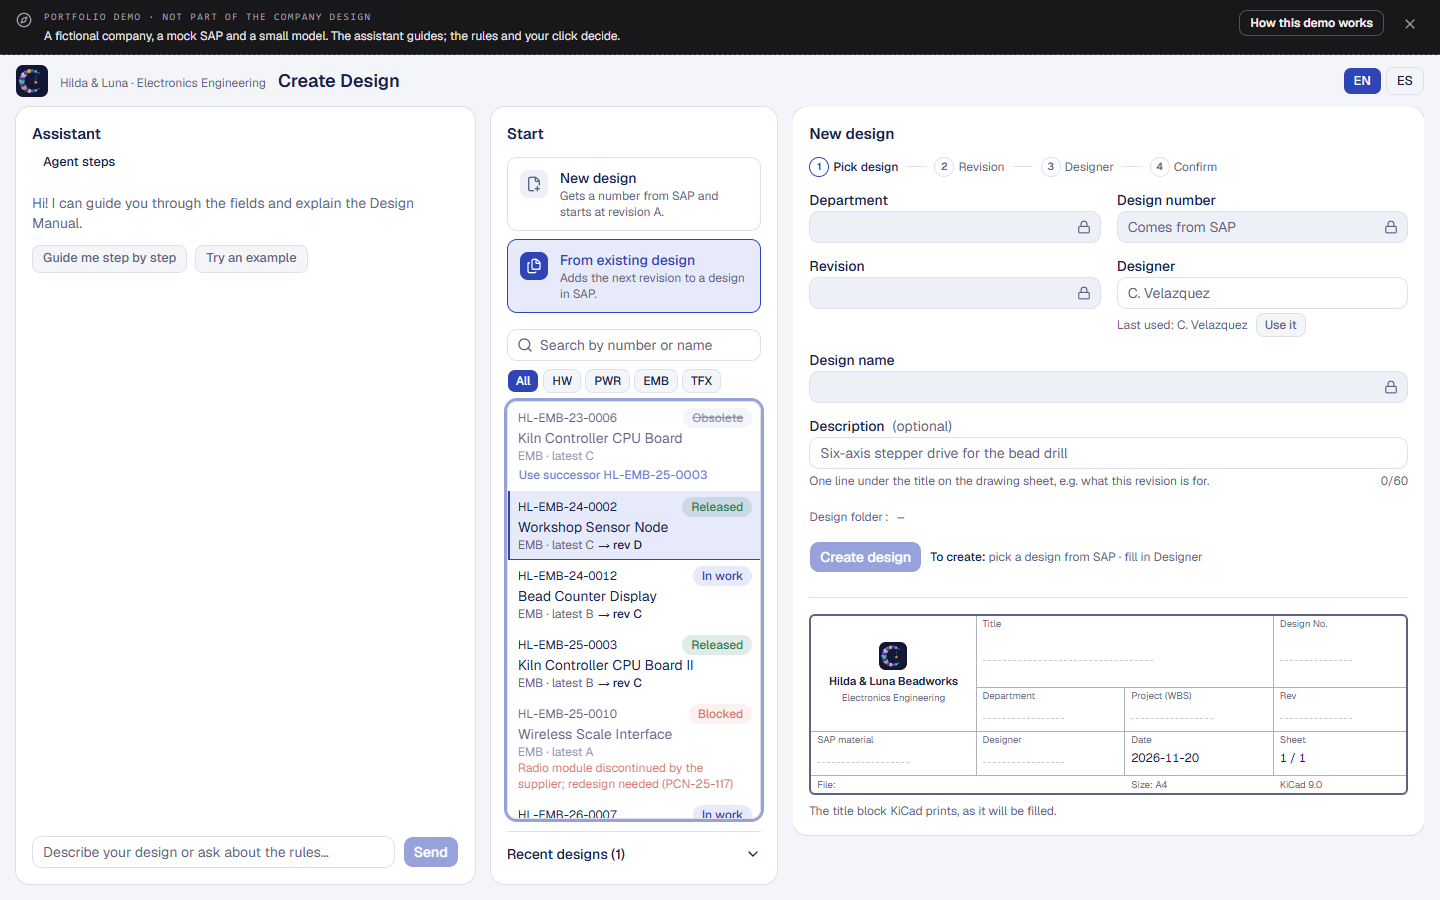 PORTFOLIO DEMO · NOT PART OF THE COMPANY DESIGN
A fictional company, a mock SAP and a small model. The assistant guides; the rules and your click decide.
How this demo works
Hilda & Luna · Electronics Engineering
Create Design
EN
ES
Assistant
Agent steps
Hi! I can guide you through the fields and explain the Design
Manual.
Guide me step by step
Try an example
Describe your design or ask about the rules...
Send
Start
New design
Gets a number from SAP and
starts at revision A.
From existing design
Adds the next revision to a design
in SAP.
Search by number or name
All
HW
PWR
EMB
TFX
HL-EMB-23-0006
Obsolete
Kiln Controller CPU Board
EMB · latest C
Use successor HL-EMB-25-0003
HL-EMB-24-0002
Released
Workshop Sensor Node
EMB · latest C → rev D
HL-EMB-24-0012
In work
Bead Counter Display
EMB · latest B → rev C
HL-EMB-25-0003
Released
Kiln Controller CPU Board II
EMB · latest B → rev C
HL-EMB-25-0010
Blocked
Wireless Scale Interface
EMB · latest A
Radio module discontinued by the
supplier; redesign needed (PCN-25-117)
HL-EMB-26-0007
In work
Recent designs (1)
New design
1 Pick design
2 Revision
3 Designer
4 Confirm
Department
Design number
Comes from SAP
Revision
Designer
C. Velazquez
Last used: C. Velazquez
Use it
Design name
Description (optional)
Six-axis stepper drive for the bead drill
One line under the title on the drawing sheet, e.g. what this revision is for.
0/60
Design folder: –
Create design
To create: pick a design from SAP · fill in Designer
Hilda & Luna Beadworks
Electronics Engineering
Title
Design No.
Department
Project (WBS)
Rev
SAP material
Designer
Date
2026-11-20
Sheet
1 / 1
File:
Size: A4
KiCad 9.0
The title block KiCad prints, as it will be filled.